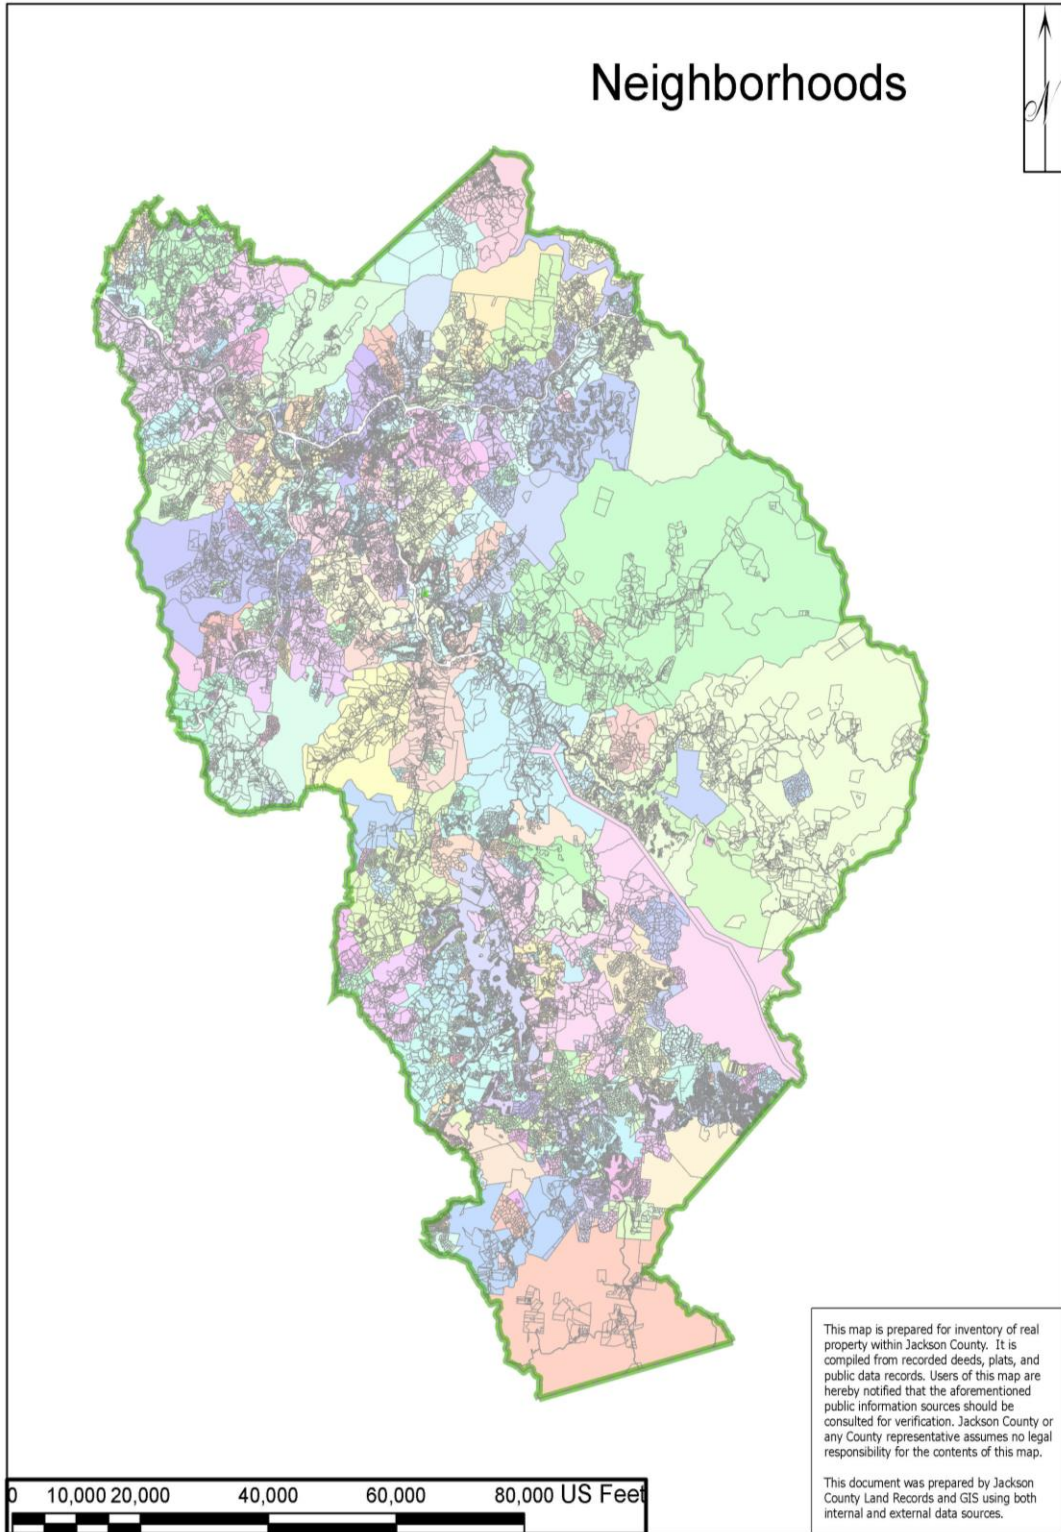 Neighborhoods
N
This map is prepared for inventory of real
property within Jackson County.  It is
compiled from recorded deeds, plats, and
public data records. Users of this map are
hereby notified that the aforementioned
public information sources should be
consulted for verification. Jackson County or
any County representative assumes no legal
responsibility for the contents of this map.
This document was prepared by Jackson
County Land Records and GIS using both
internal and external data sources.
0 10,000 20,000 40,000 60,000 80,000 US Feet